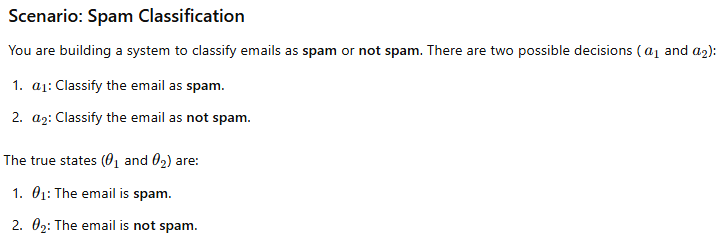 Scenario: Spam Classification
You are building a system to classify emails as spam or not spam. There are two possible decisions ( a₁ and a₂):
1. a₁: Classify the email as spam.
2. a₂: Classify the email as not spam.
The true states (θ₁ and θ₂) are:
1. θ₁: The email is spam.
2. θ₂: The email is not spam.